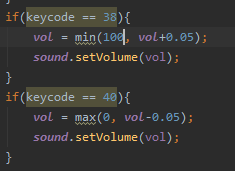 if(keycode == 38){
vol = min(100, vol+0.05);
sound.setVolume(vol);
}
if(keycode == 40){
vol = max(0, vol-0.05);
sound.setVolume(vol);
}